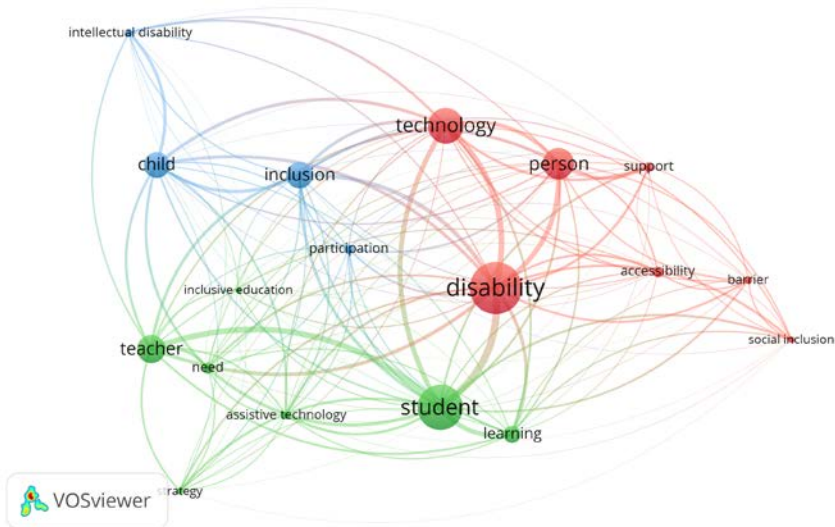 intellectual disability
technology
child
inclusion
person
support
participation
accessibility
barrier
disability
inclusive education
social inclusion
teacher
need
student
assistive technology
learning
strategy
VOSviewer